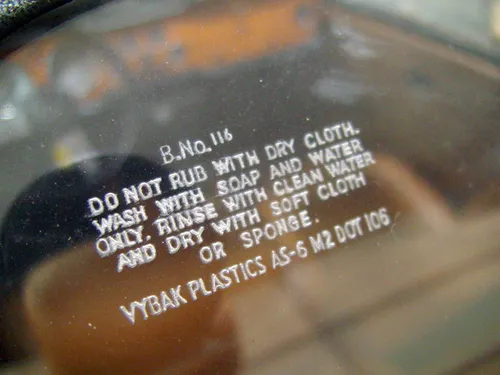 B.No.116
DO NOT RUB WITH DRY CLOTH.
WASH WITH SOAP AND WATER
ONLY. RINSE WITH CLEAN WATER
AND DRY WITH SOFT CLOTH
OR SPONGE.
VYBAK PLASTICS AS-6 M2 DOT 106